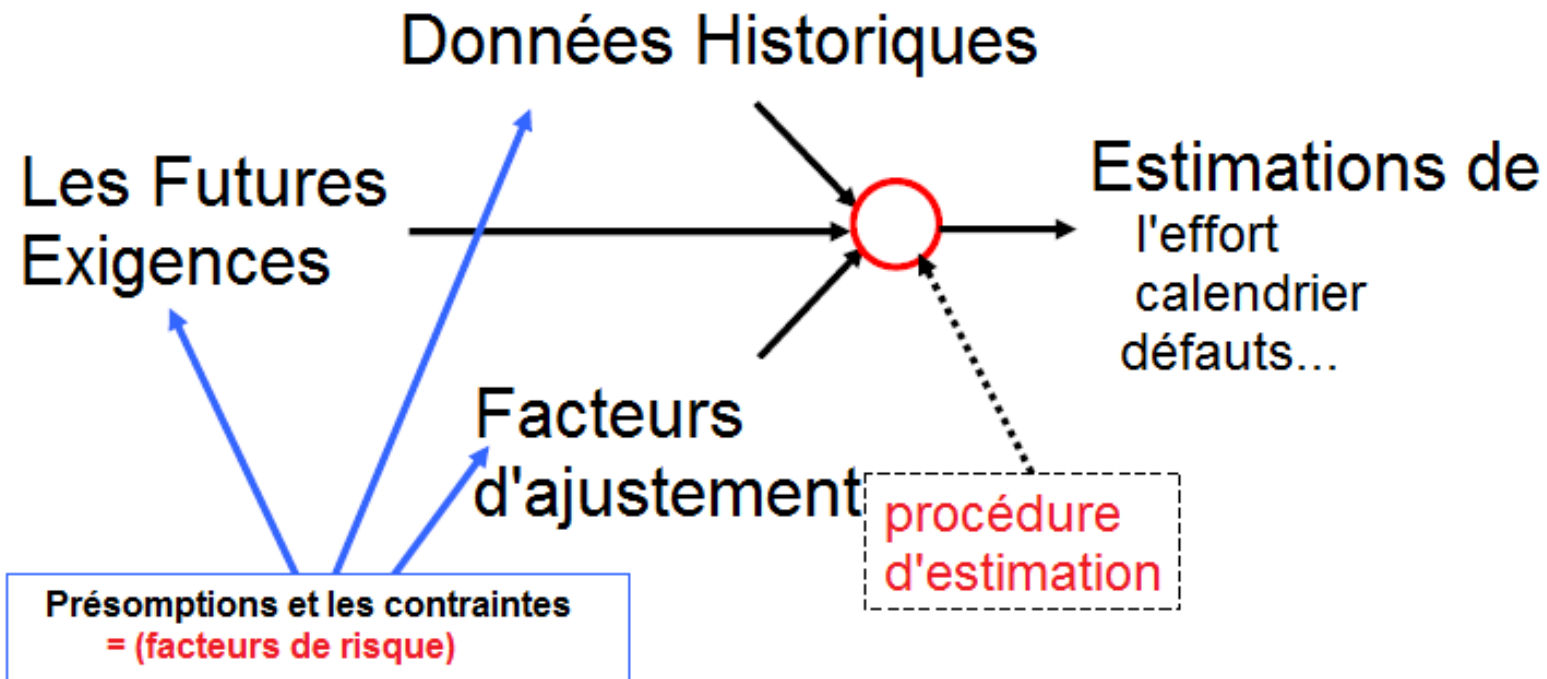 Données Historiques
Les Futures
Exigences
Estimations de
l'effort
calendrier
défauts...
Facteurs
d'ajustement
procédure
d'estimation
Présomptions et les contraintes
= (facteurs de risque)